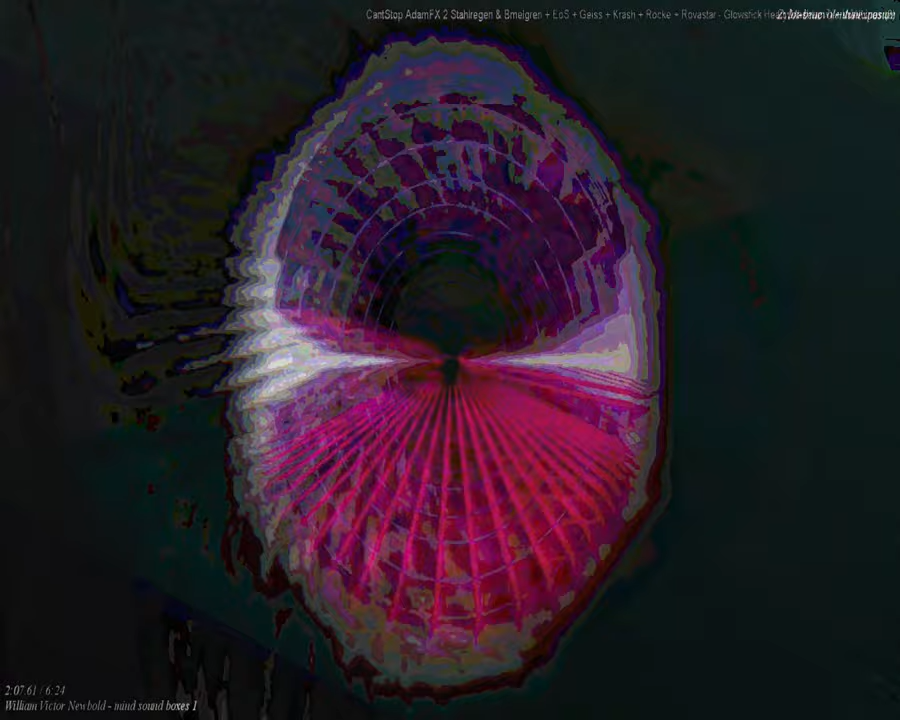 CantStop AdamFX 2 Stahlregen & Bmelgren + EoS + Geiss + Krash + Rocke + Rovastar - Glowstick
2:07.61 / 6:24
William Victor Newbold - mind sound boxes 1